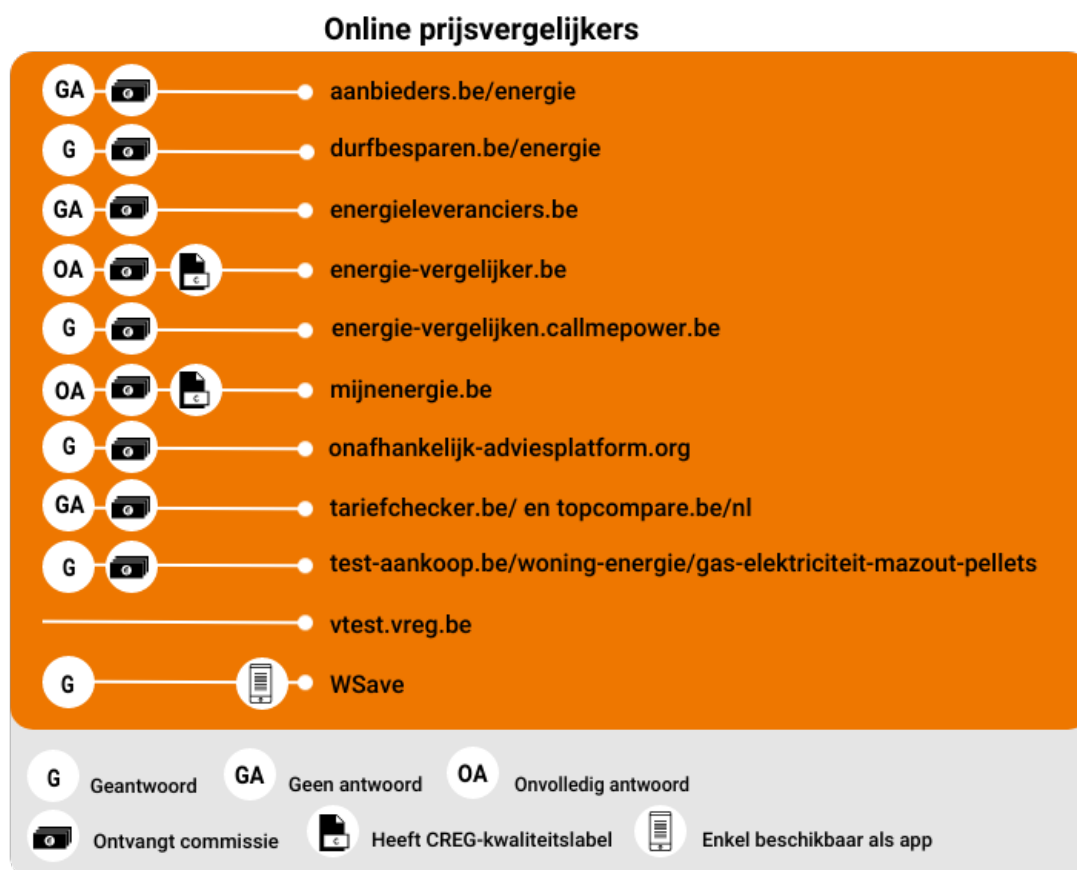 Online prijsvergelijkers
GA aanbieders.be/energie
G durfbesparen.be/energie
GA energieleveranciers.be
OA energie-vergelijker.be
G energie-vergelijken.callmepower.be
OA mijnenergie.be
G onafhankelijk-adviesplatform.org
GA tariefchecker.be/ en topcompare.be/nl
G test-aankoop.be/woning-energie/gas-elektriciteit-mazout-pellets
vtest.vreg.be
G WSave
G Geantwoord GA Geen antwoord OA Onvolledig antwoord
Ontvangt commissie Heeft CREG-kwaliteitslabel Enkel beschikbaar als app